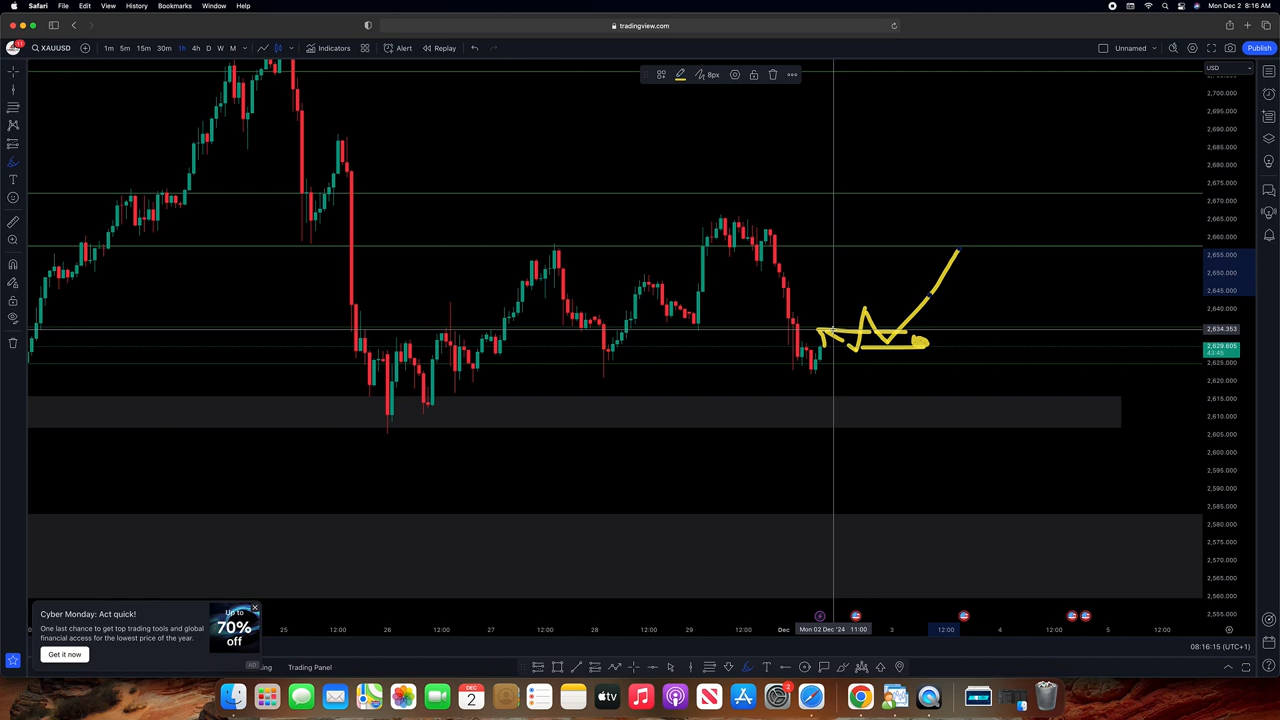 Safari File Edit View History Bookmarks Window Help Mon Dec 2 8:16 AM
tradingview.com
11 XAUUSD 1m 5m 15m 30m 1h 4h D W M Indicators Alert Replay Unnamed Publish
8px
USD
2,700.000
2,695.000
2,690.000
2,685.000
2,680.000
2,675.000
2,670.000
2,665.000
2,660.000
2,655.000
2,650.000
2,645.000
2,640.000
2,634.353
2,629.605
43:45
2,625.000
2,620.000
2,615.000
2,610.000
2,605.000
2,600.000
2,595.000
2,590.000
2,585.000
2,580.000
2,575.000
2,570.000
2,565.000
2,560.000
2,555.000
Cyber Monday: Act quick!
One last chance to get top trading tools and global
financial access for the lowest price of the year.
Get it now
Up to
70%
off
AD
25 12:00 26 12:00 27 12:00 28 12:00 29 12:00 Dec Mon 02 Dec '24 11:00 3 12:00 4 12:00 5 12:00
08:16:15 (UTC+1)
Trading Panel
DEC
2
tv
2